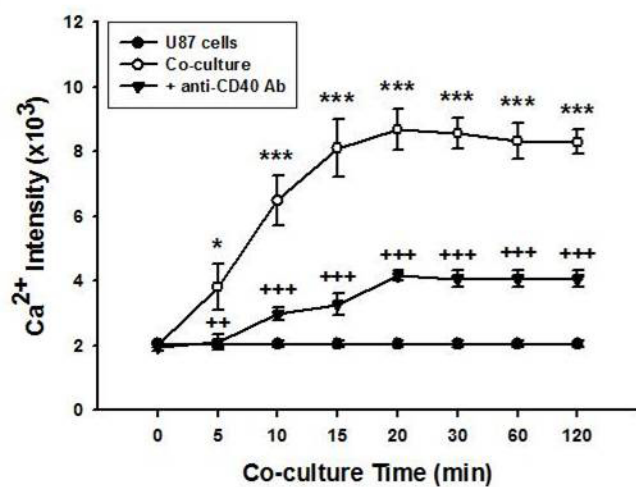 12
10
8
6
4
2
0
Ca2+ Intensity (x103)
U87 cells
Co-culture
+ anti-CD40 Ab
* *** *** *** *** *** ***
++ +++ +++ +++ +++ +++ +++
0 5 10 15 20 30 60 120
Co-culture Time (min)